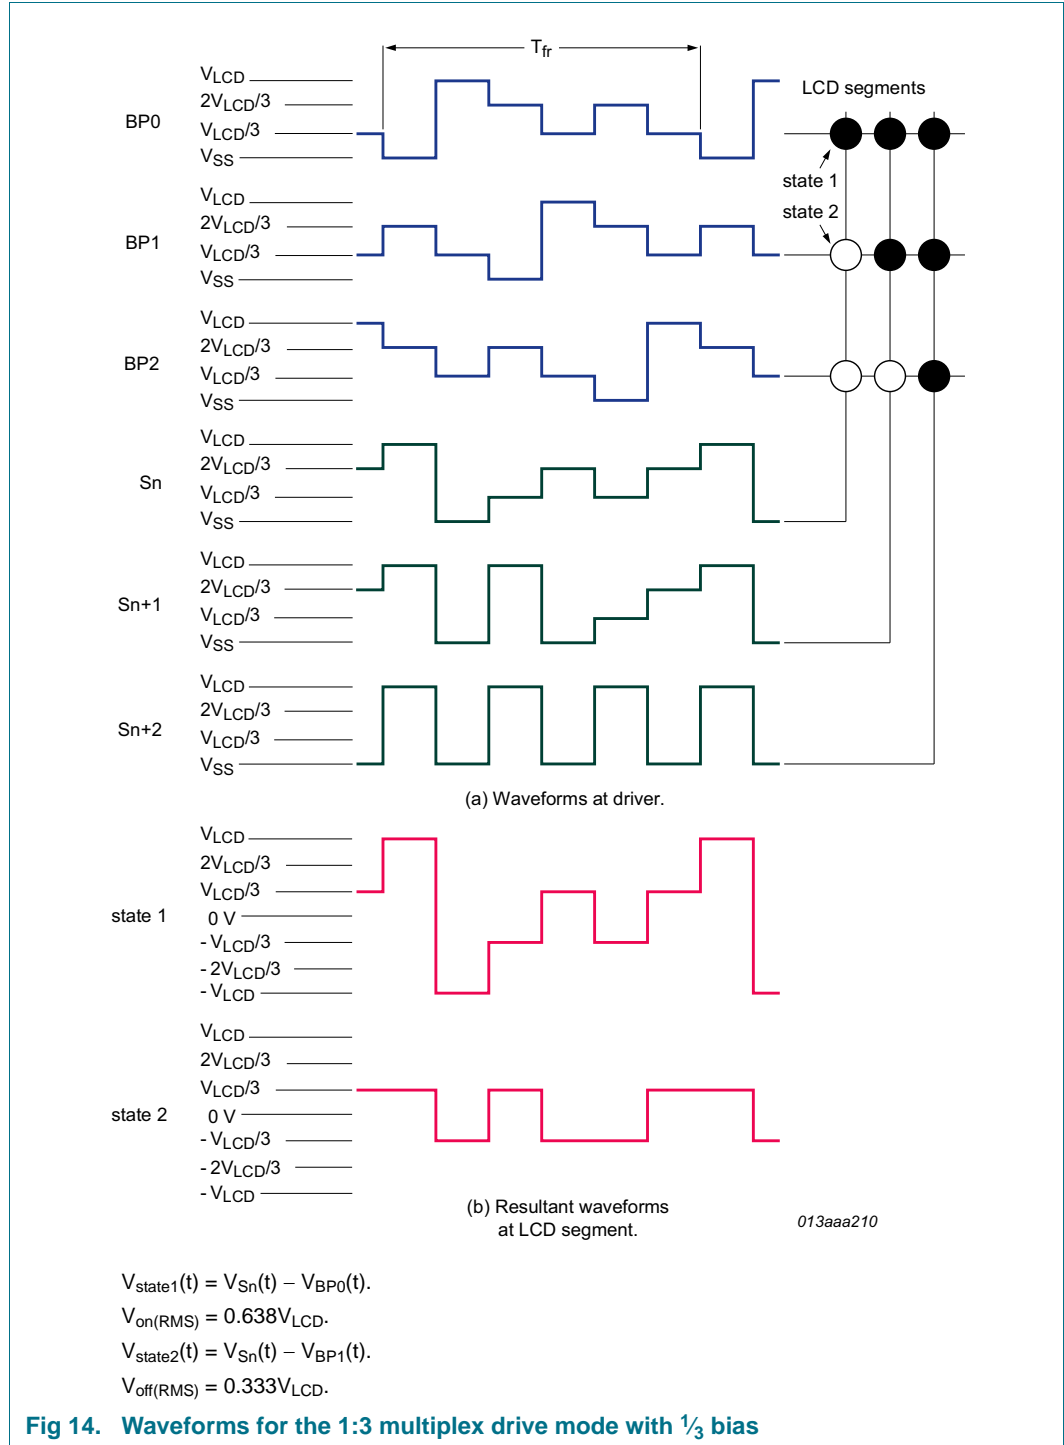 Tfr
VLCD
2VLCD/3
BP0
VLCD/3
VSS
LCD segments
state 1
state 2
VLCD
2VLCD/3
BP1
VLCD/3
VSS
VLCD
2VLCD/3
BP2
VLCD/3
VSS
VLCD
2VLCD/3
Sn
VLCD/3
VSS
VLCD
2VLCD/3
Sn+1
VLCD/3
VSS
VLCD
2VLCD/3
Sn+2
VLCD/3
VSS
(a) Waveforms at driver.
VLCD
2VLCD/3
VLCD/3
state 1
0 V
- VLCD/3
- 2VLCD/3
- VLCD
VLCD
2VLCD/3
VLCD/3
state 2
0 V
- VLCD/3
- 2VLCD/3
- VLCD
(b) Resultant waveforms
at LCD segment.
013aaa210
Vstate1(t) = VSn(t) − VBP0(t).
Von(RMS) = 0.638VLCD.
Vstate2(t) = VSn(t) − VBP1(t).
Voff(RMS) = 0.333VLCD.
Fig 14. Waveforms for the 1:3 multiplex drive mode with 1⁄3 bias